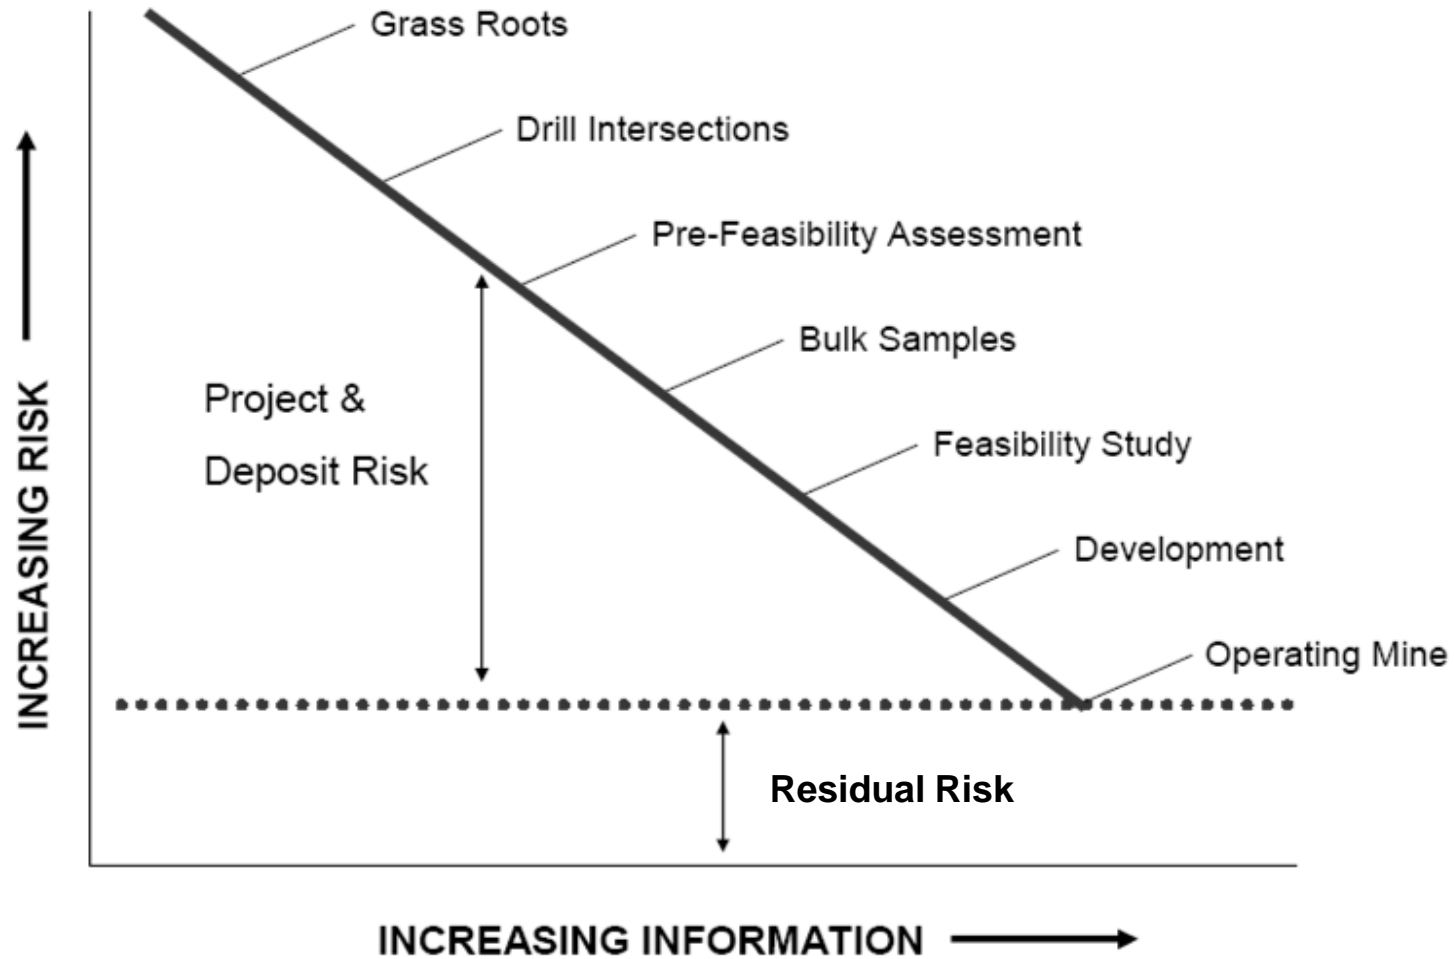 Grass Roots
Drill Intersections
Pre-Feasibility Assessment
Bulk Samples
Project &
Deposit Risk
Feasibility Study
Development
Operating Mine
Residual Risk
INCREASING RISK
INCREASING INFORMATION